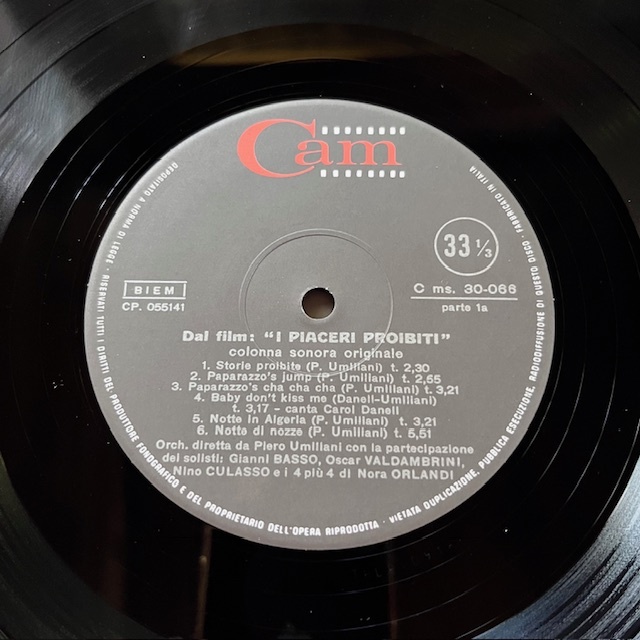 Cam
33 1/3
BIEM
CP. 055141
C ms. 30-066
parte 1a
Dal film: "I PIACERI PROIBITI"
colonna sonora originale
1. Storie proibite (P. Umiliani) t. 2,30
2. Paparazzo's jump (P. Umiliani) t. 2,55
3. Paparazzo's cha cha cha (P. Umiliani) t. 3,21
4. Baby don't kiss me (Danell-Umiliani)
t. 3,17 - canta Carol Danell
5. Notte in Algeria (P. Umiliani) t. 3,21
6. Notte di nozze (P. Umiliani) t. 5,51
Orch. diretta da Piero Umiliani con la partecipazione
dei solisti: Gianni BASSO, Oscar VALDAMBRINI,
Nino CULASSO e i 4 più 4 di Nora ORLANDI
DEPOSITATO A NORMA DI LEGGE - RISERVATI TUTTI I DIRITTI DEL PRODUTTORE FONOGRAFICO E DEL PROPRIETARIO DELL'OPERA RIPRODOTTA - VIETATA DUPLICAZIONE, PUBBLICA ESECUZIONE, RADIODIFFUSIONE DI QUESTO DISCO - FABBRICATO IN ITALIA